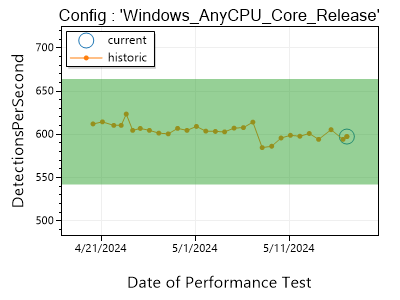 Config : 'Windows_AnyCPU_Core_Release'
current
historic
700
650
600
550
500
DetectionsPerSecond
4/21/2024 5/1/2024 5/11/2024
Date of Performance Test